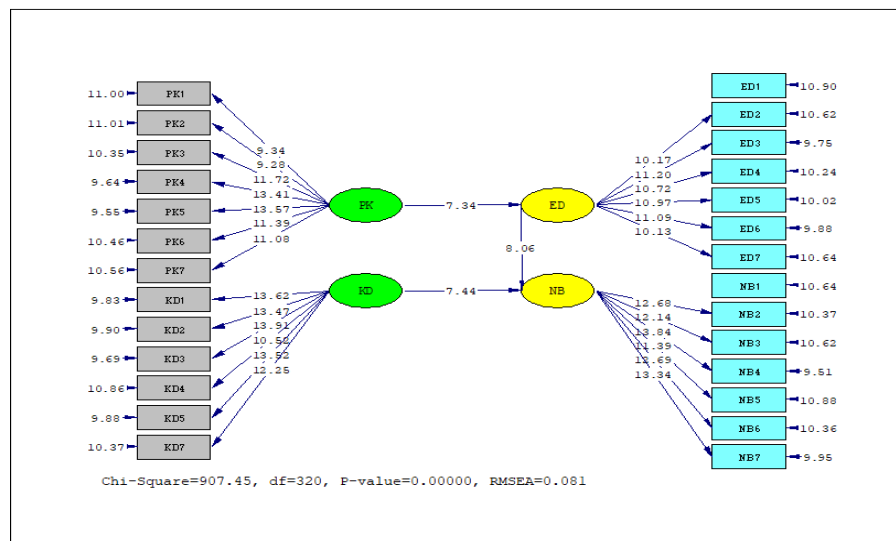 11.00 PK1
11.01 PK2
10.35 PK3
9.64 PK4
9.55 PK5
10.46 PK6
10.56 PK7
9.83 KD1
9.90 KD2
9.69 KD3
10.86 KD4
9.88 KD5
10.37 KD7
9.34
9.28
11.72
13.41
13.57
11.39
11.08
13.62
13.47
13.91
10.52
13.52
12.25
PK 7.34 ED
8.06
KD 7.44 NB
10.17
11.20
10.72
10.97
11.09
10.13
12.68
12.14
13.84
11.39
12.69
13.34
ED1 10.90
ED2 10.62
ED3 9.75
ED4 10.24
ED5 10.02
ED6 9.88
ED7 10.64
NB1 10.64
NB2 10.37
NB3 10.62
NB4 9.51
NB5 10.88
NB6 10.36
NB7 9.95
Chi-Square=907.45, df=320, P-value=0.00000, RMSEA=0.081